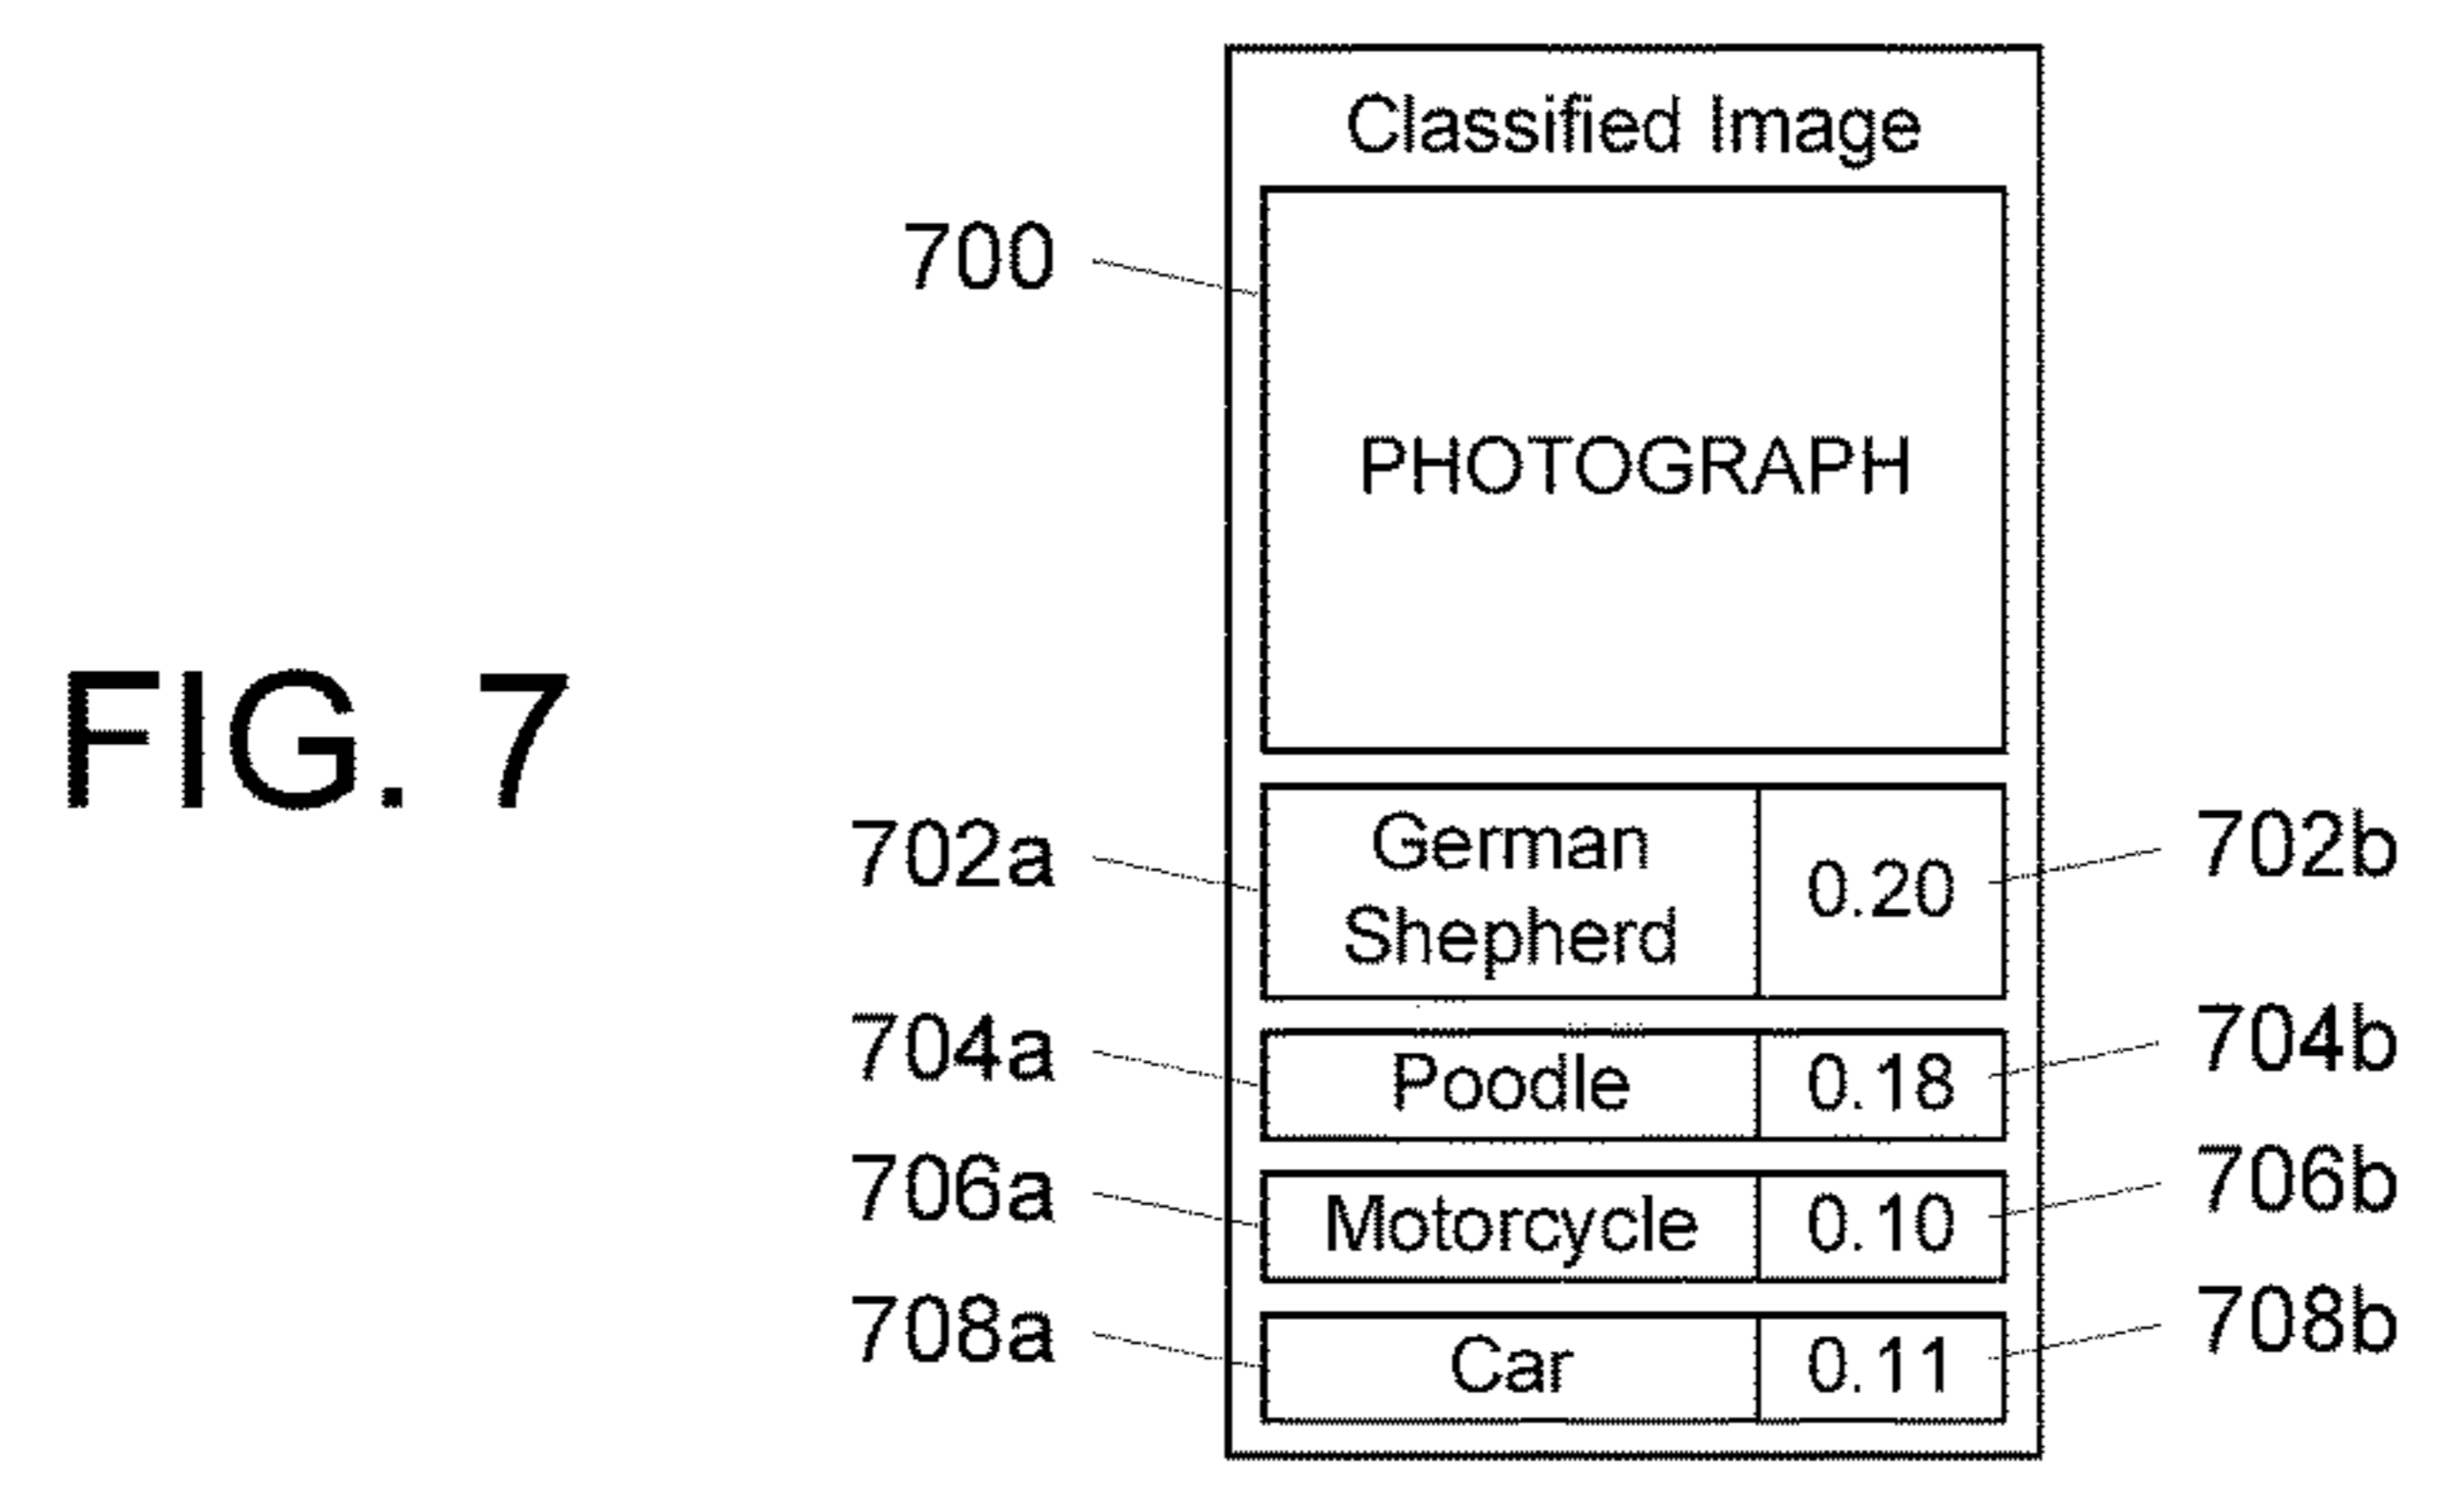 Classified Image
700
PHOTOGRAPH
FIG. 7
702a German Shepherd 0.20 702b
704a Poodle 0.18 704b
706a Motorcycle 0.10 706b
708a Car 0.11 708b